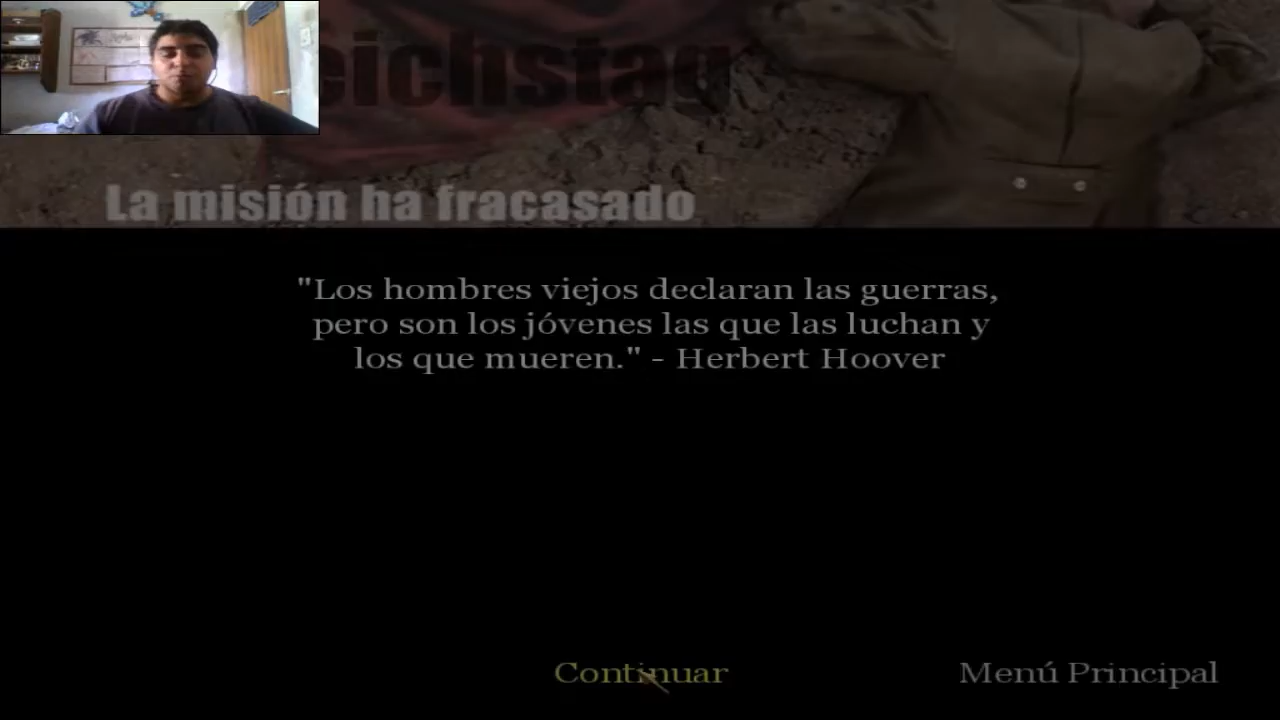 eichstag
La misión ha fracasado
"Los hombres viejos declaran las guerras,
pero son los jóvenes las que las luchan y
los que mueren." - Herbert Hoover
Continuar
Menú Principal